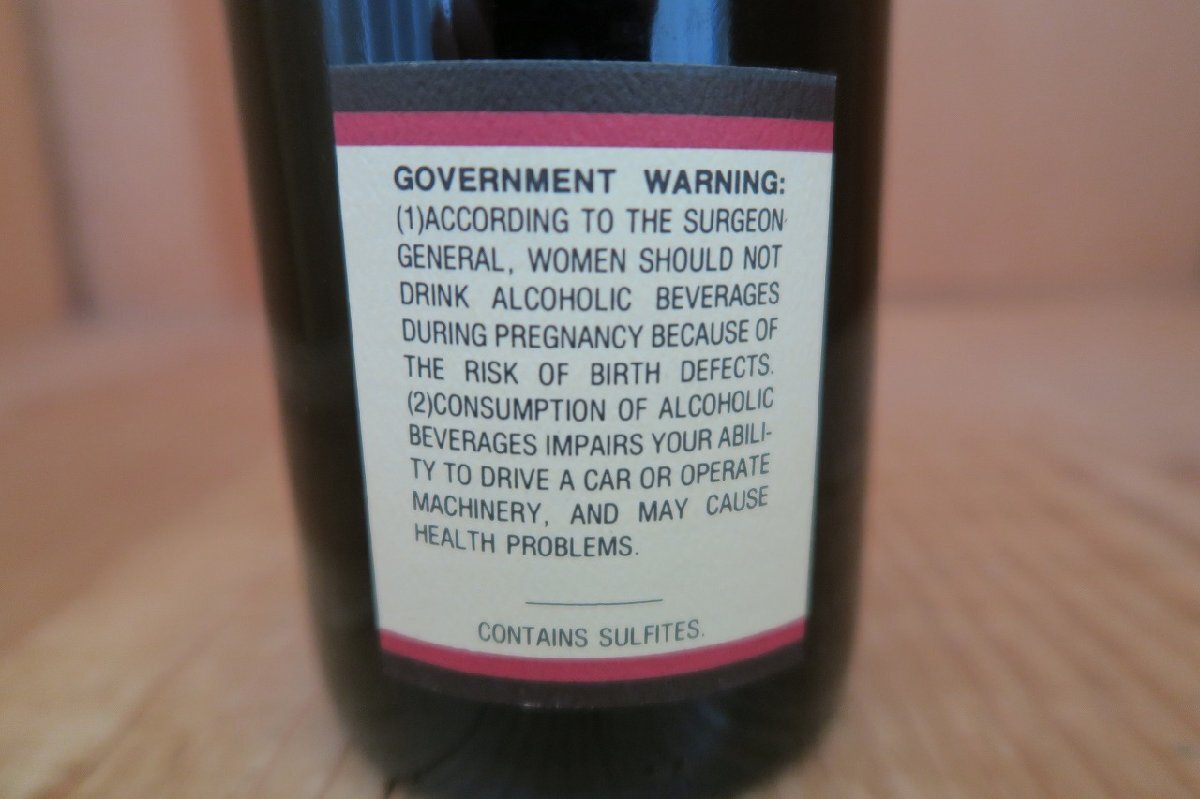 GOVERNMENT WARNING:
(1)ACCORDING TO THE SURGEON
GENERAL, WOMEN SHOULD NOT
DRINK ALCOHOLIC BEVERAGES
DURING PREGNANCY BECAUSE OF
THE RISK OF BIRTH DEFECTS.
(2)CONSUMPTION OF ALCOHOLIC
BEVERAGES IMPAIRS YOUR ABILI-
TY TO DRIVE A CAR OR OPERATE
MACHINERY, AND MAY CAUSE
HEALTH PROBLEMS.
CONTAINS SULFITES.